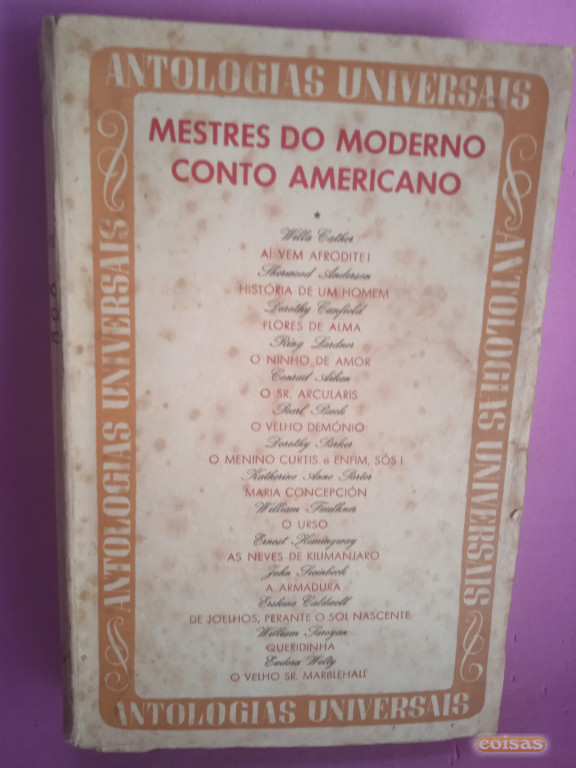 ANTOLOGIAS UNIVERSAIS
MESTRES DO MODERNO
CONTO AMERICANO
*
Willa Cather
AÍ VEM AFRODITE!
Sherwood Anderson
HISTÓRIA DE UM HOMEM
Dorothy Canfield
FLORES DE ALMA
Ring Lardner
O NINHO DE AMOR
Conrad Aiken
O SR. ARCULARIS
Pearl Buck
O VELHO DEMÓNIO
Dorothy Parker
O MENINO CURTIS e ENFIM, SÓS!
Katherine Anne Porter
MARIA CONCEPCIÓN
William Faulkner
O URSO
Ernest Hemingway
AS NEVES DE KILIMANJARO
John Steinbeck
A ARMADURA
Erskine Caldwell
DE JOELHOS, PERANTE O SOL NASCENTE
William Saroyan
QUERIDINHA
Eudora Welty
O VELHO SR. MARBLEHALL
ANTOLOGIAS UNIVERSAIS
ANTOLOGIAS UNIVERSAIS
ANTOLOGIAS UNIVERSAIS
coisas